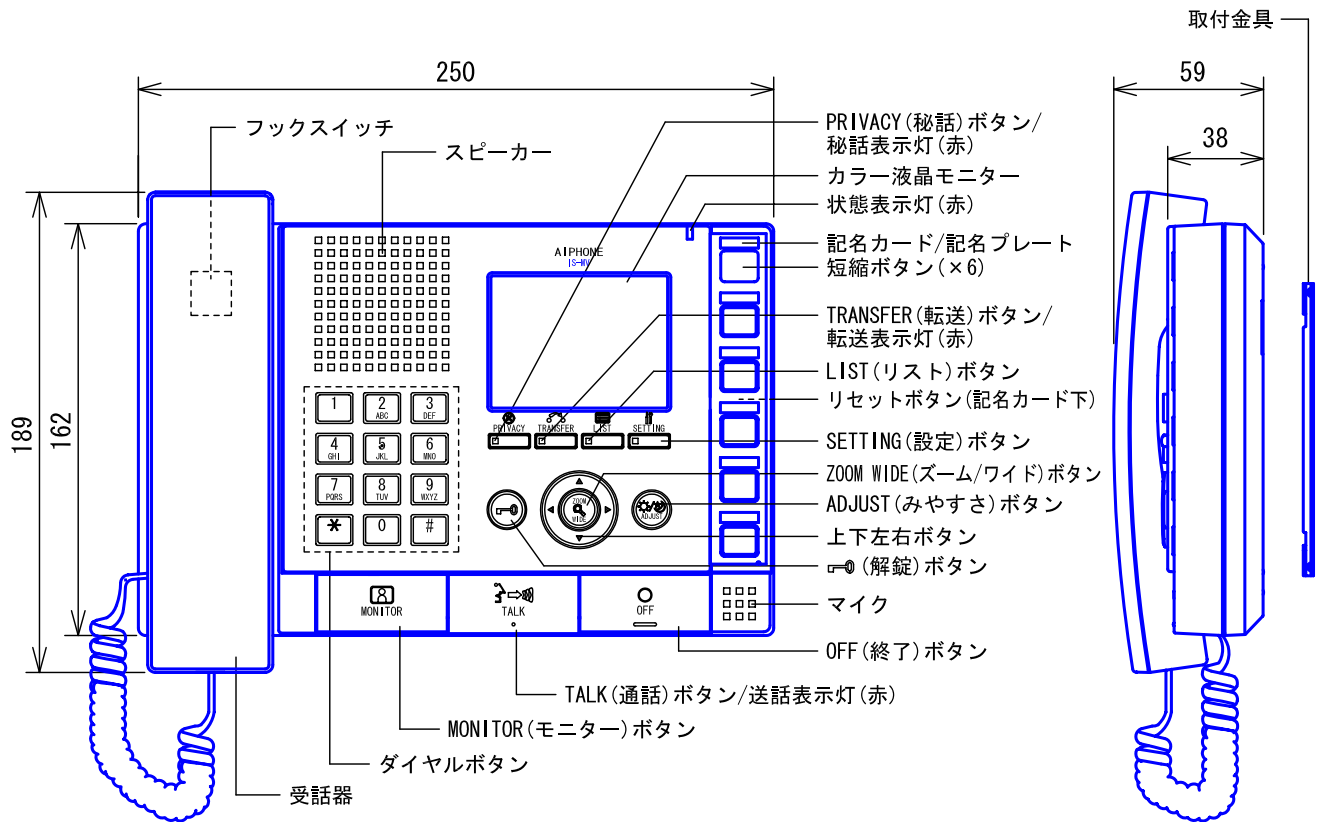 取付金具
250
59
フックスイッチ
スピーカー
PRIVACY(秘話)ボタン/
秘話表示灯(赤)
38
カラー液晶モニター
状態表示灯(赤)
記名カード/記名プレート
短縮ボタン(×6)
AIPHONE
IS-MV
TRANSFER(転送)ボタン/
転送表示灯(赤)
LIST(リスト)ボタン
リセットボタン(記名カード下)
189
162
1
2
ABC
3
DEF
PRIVACY
TRANSFER
LIST
SETTING
SETTING(設定)ボタン
4
GHI
5
JKL
6
MNO
ZOOM WIDE(ズーム/ワイド)ボタン
7
PQRS
8
TUV
9
WXYZ
ZOOM
WIDE
ADJUST
ADJUST(みやすさ)ボタン
*
0
#
上下左右ボタン
(解錠)ボタン
MONITOR
TALK
OFF
マイク
OFF(終了)ボタン
TALK(通話)ボタン/送話表示灯(赤)
MONITOR(モニター)ボタン
ダイヤルボタン
受話器